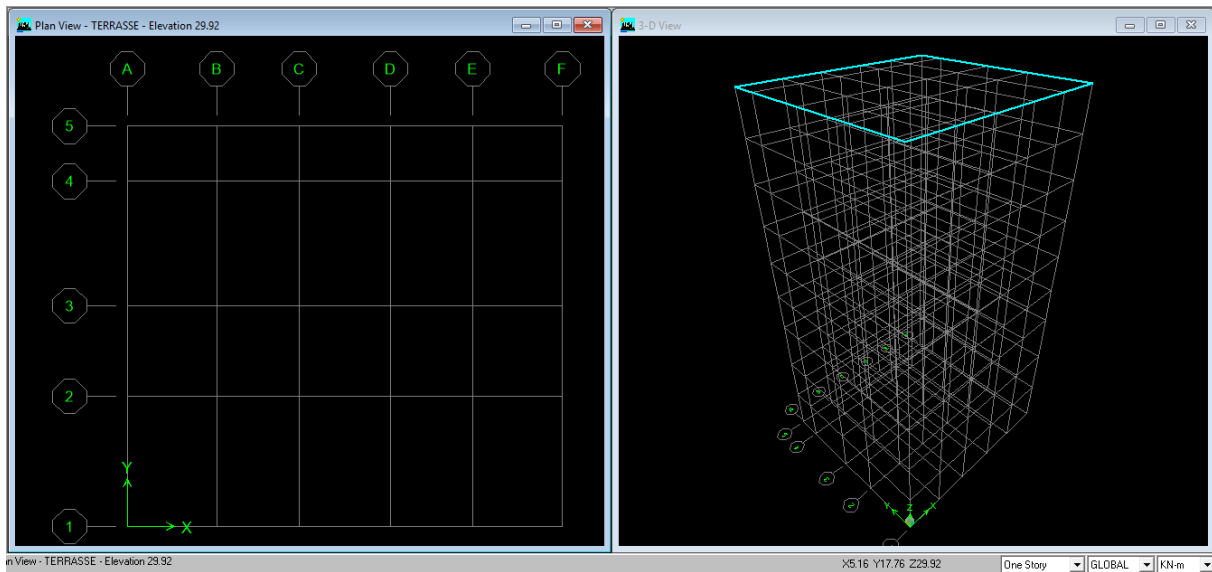 Plan View - TERRASSE - Elevation 29.92
3-D View
A B C D E F
5
4
3
2
1
Y
X
Y Z X
n View - TERRASSE - Elevation 29.92
X5.16 Y17.76 Z29.92
One Story
GLOBAL
KN-m